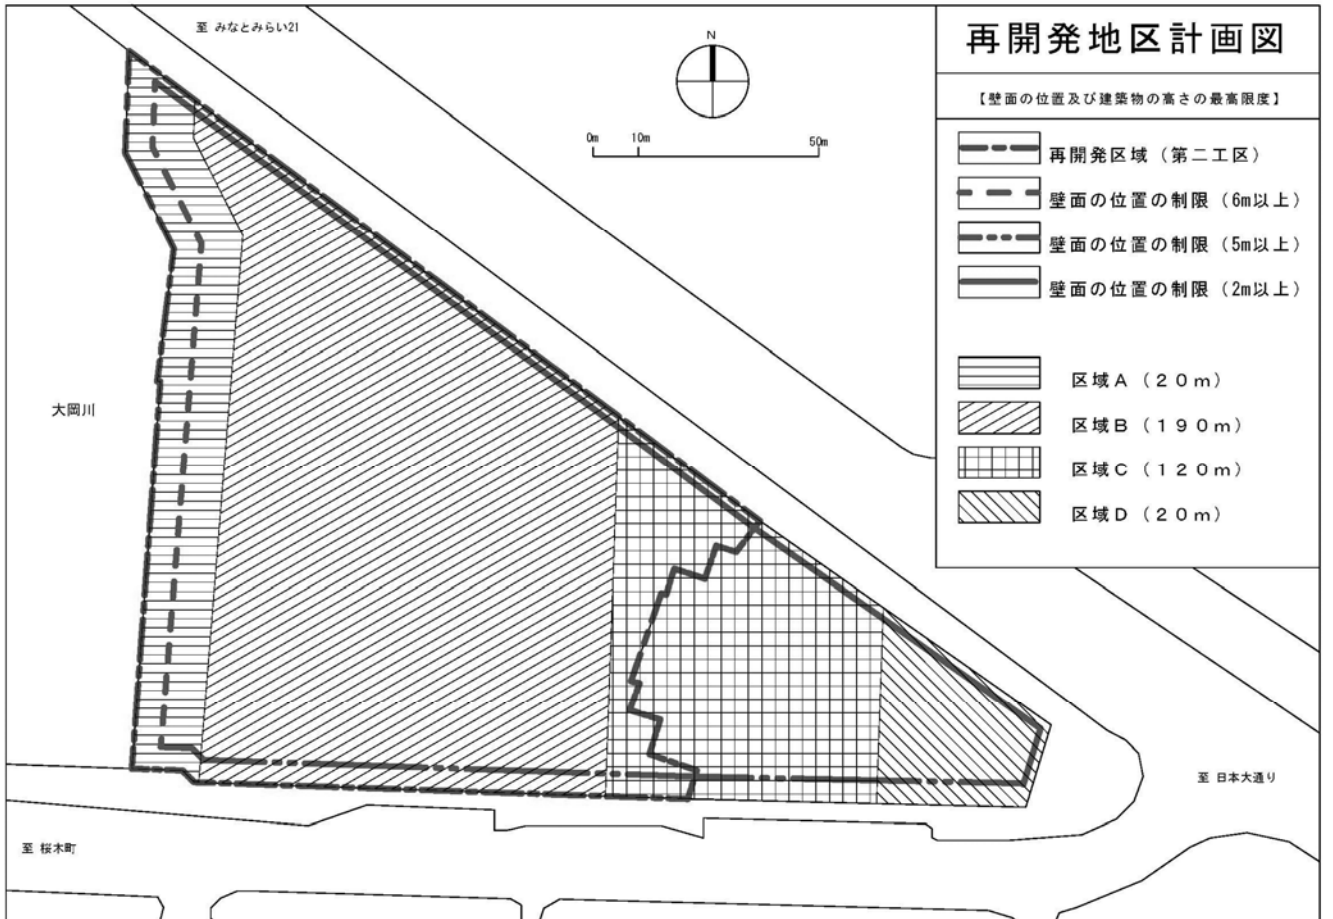 至 みなとみらい21
N
0m 10m 50m
大岡川
至 桜木町
至 日本大通り
再開発地区計画図
【壁面の位置及び建築物の高さの最高限度】
再開発区域（第二工区）
壁面の位置の制限（6m以上）
壁面の位置の制限（5m以上）
壁面の位置の制限（2m以上）
区域Ａ（２０ｍ）
区域Ｂ（１９０ｍ）
区域Ｃ（１２０ｍ）
区域Ｄ（２０ｍ）